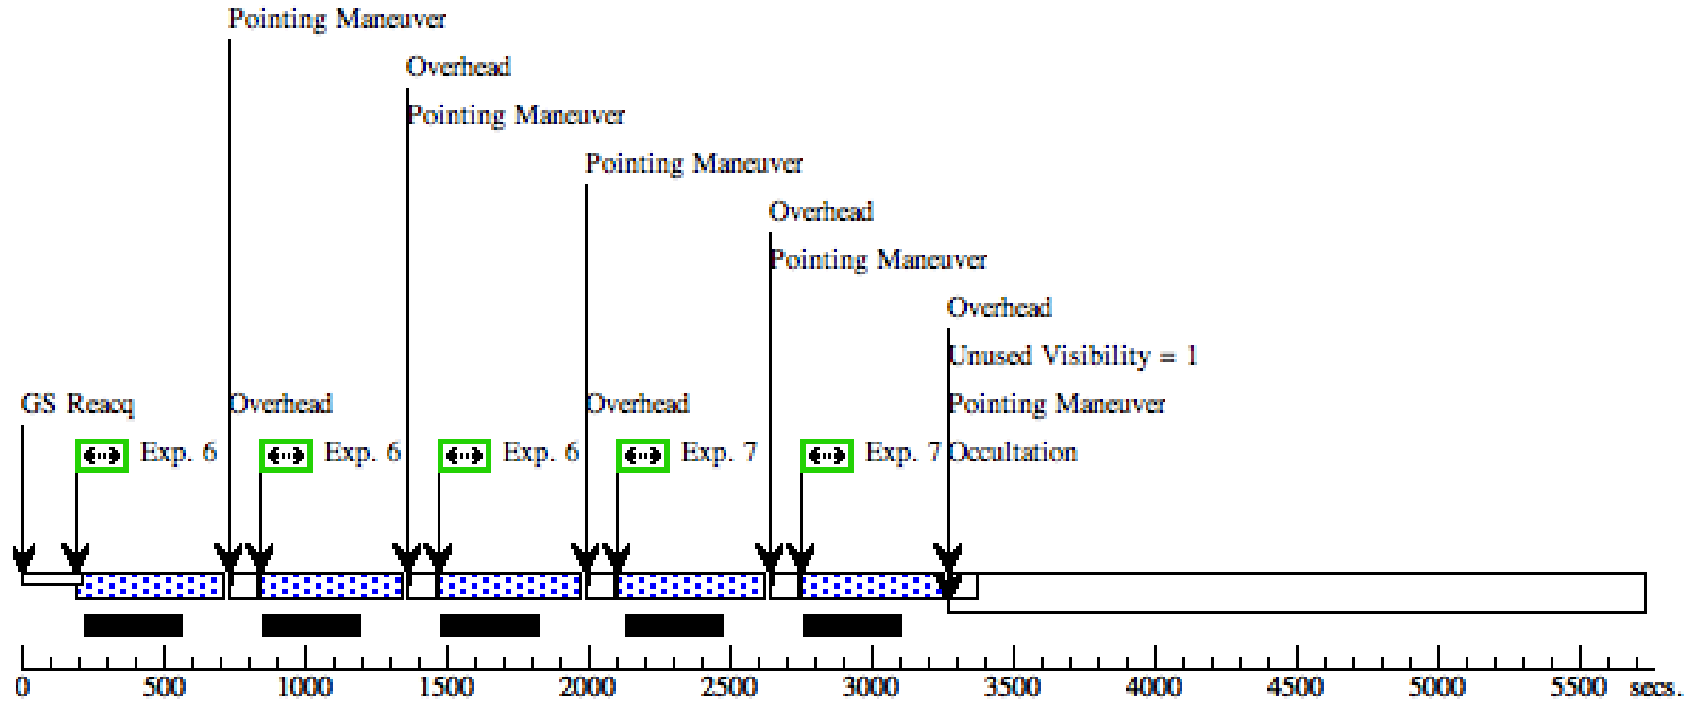 Pointing Maneuver
Overhead
Pointing Maneuver
Pointing Maneuver
Overhead
Pointing Maneuver
Overhead
Unused Visibility = 1
GS Reacq Overhead Overhead Pointing Maneuver
Exp. 6 Exp. 6 Exp. 6 Exp. 7 Exp. 7 Occultation
0 500 1000 1500 2000 2500 3000 3500 4000 4500 5000 5500 secs.